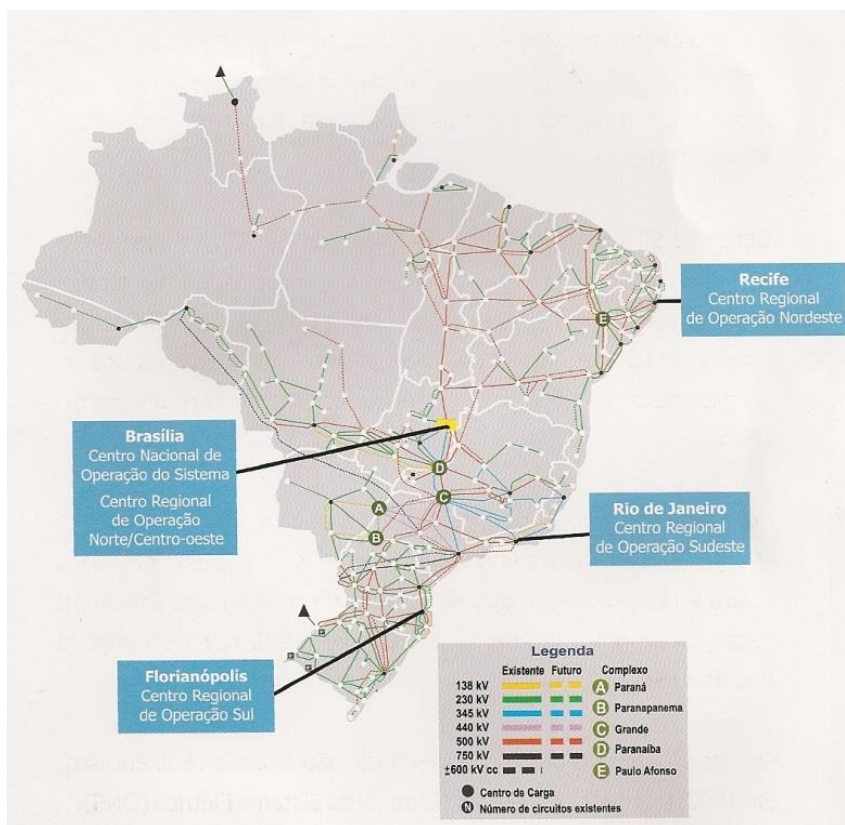 Recife
Centro Regional
de Operação Nordeste
Brasília
Centro Nacional de
Operação do Sistema
Centro Regional
de Operação
Norte/Centro-oeste
Rio de Janeiro
Centro Regional
de Operação Sudeste
Florianópolis
Centro Regional
de Operação Sul
E
D
C
A
B
Legenda
Existente Futuro Complexo
138 kV
230 kV
345 kV
440 kV
500 kV
750 kV
±600 kV cc
A Paraná
B Paranapanema
C Grande
D Paranaíba
E Paulo Afonso
Centro de Carga
N Número de circuitos existentes